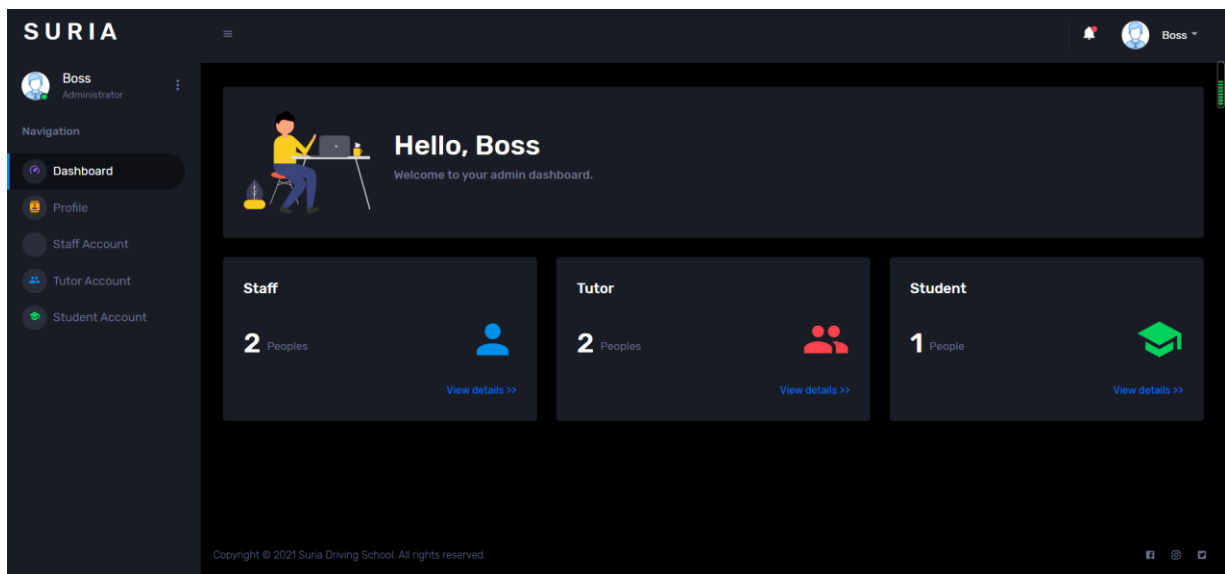 SURIA
Boss
Boss
Administrator
Navigation
Dashboard
Profile
Staff Account
Tutor Account
Student Account
Hello, Boss
Welcome to your admin dashboard.
Staff
2 Peoples
View details >>
Tutor
2 Peoples
View details >>
Student
1 People
View details >>
Copyright © 2021 Suria Driving School. All rights reserved.